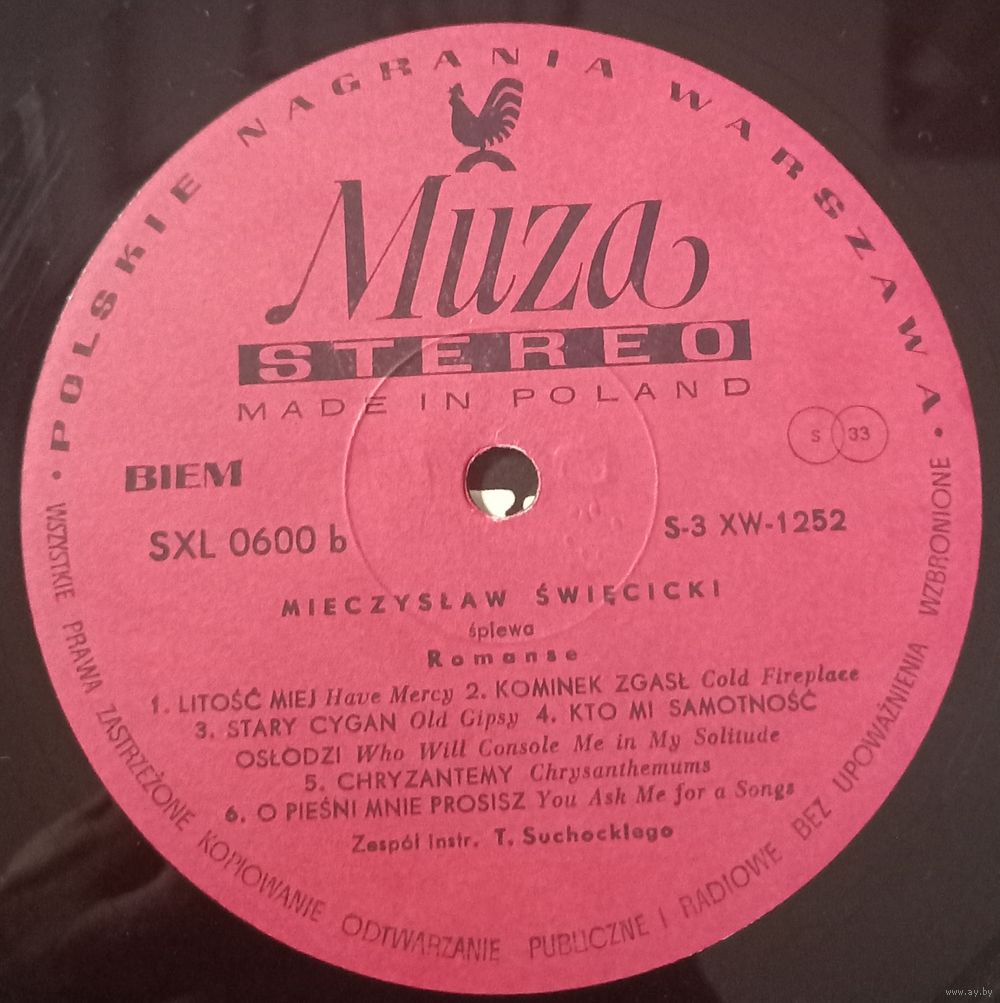 • POLSKIE NAGRANIA WARSZAWA •
Muza
STEREO
MADE IN POLAND
S 33
BIEM
SXL 0600 b
S-3 XW-1252
MIECZYSŁAW ŚWIĘCICKI
śpiewa
Romanse
1. LITOŚĆ MIEJ Have Mercy 2. KOMINEK ZGASŁ Cold Fireplace
3. STARY CYGAN Old Gipsy 4. KTO MI SAMOTNOŚĆ
OSŁODZI Who Will Console Me in My Solitude
5. CHRYZANTEMY Chrysanthemums
6. O PIEŚNI MNIE PROSISZ You Ask Me for a Songs
Zespół instr. T. Suchockiego
WSZYSTKIE PRAWA ZASTRZEŻONE KOPIOWANIE ODTWARZANIE PUBLICZNE I RADIOWE BEZ UPOWAŻNIENIA WZBRONIONE
www.ay.by